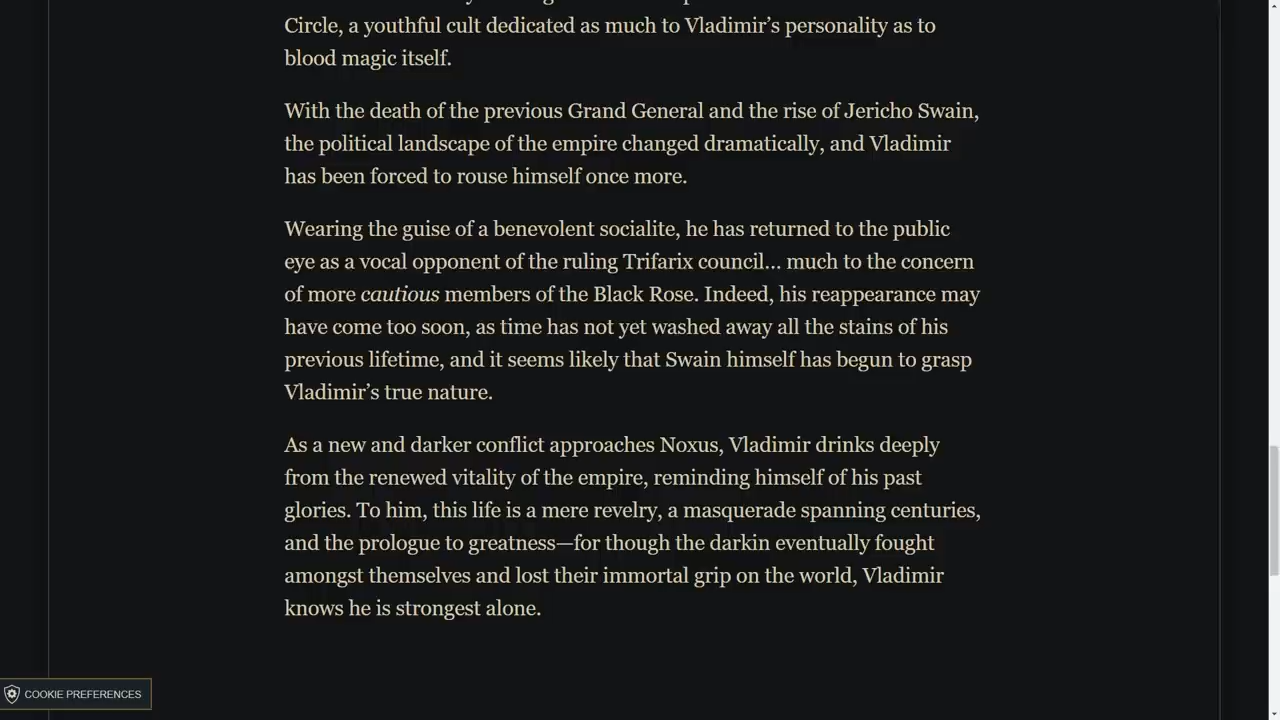 Circle, a youthful cult dedicated as much to Vladimir’s personality as to
blood magic itself.
With the death of the previous Grand General and the rise of Jericho Swain,
the political landscape of the empire changed dramatically, and Vladimir
has been forced to rouse himself once more.
Wearing the guise of a benevolent socialite, he has returned to the public
eye as a vocal opponent of the ruling Trifarix council… much to the concern
of more cautious members of the Black Rose. Indeed, his reappearance may
have come too soon, as time has not yet washed away all the stains of his
previous lifetime, and it seems likely that Swain himself has begun to grasp
Vladimir’s true nature.
As a new and darker conflict approaches Noxus, Vladimir drinks deeply
from the renewed vitality of the empire, reminding himself of his past
glories. To him, this life is a mere revelry, a masquerade spanning centuries,
and the prologue to greatness—for though the darkin eventually fought
amongst themselves and lost their immortal grip on the world, Vladimir
knows he is strongest alone.
COOKIE PREFERENCES